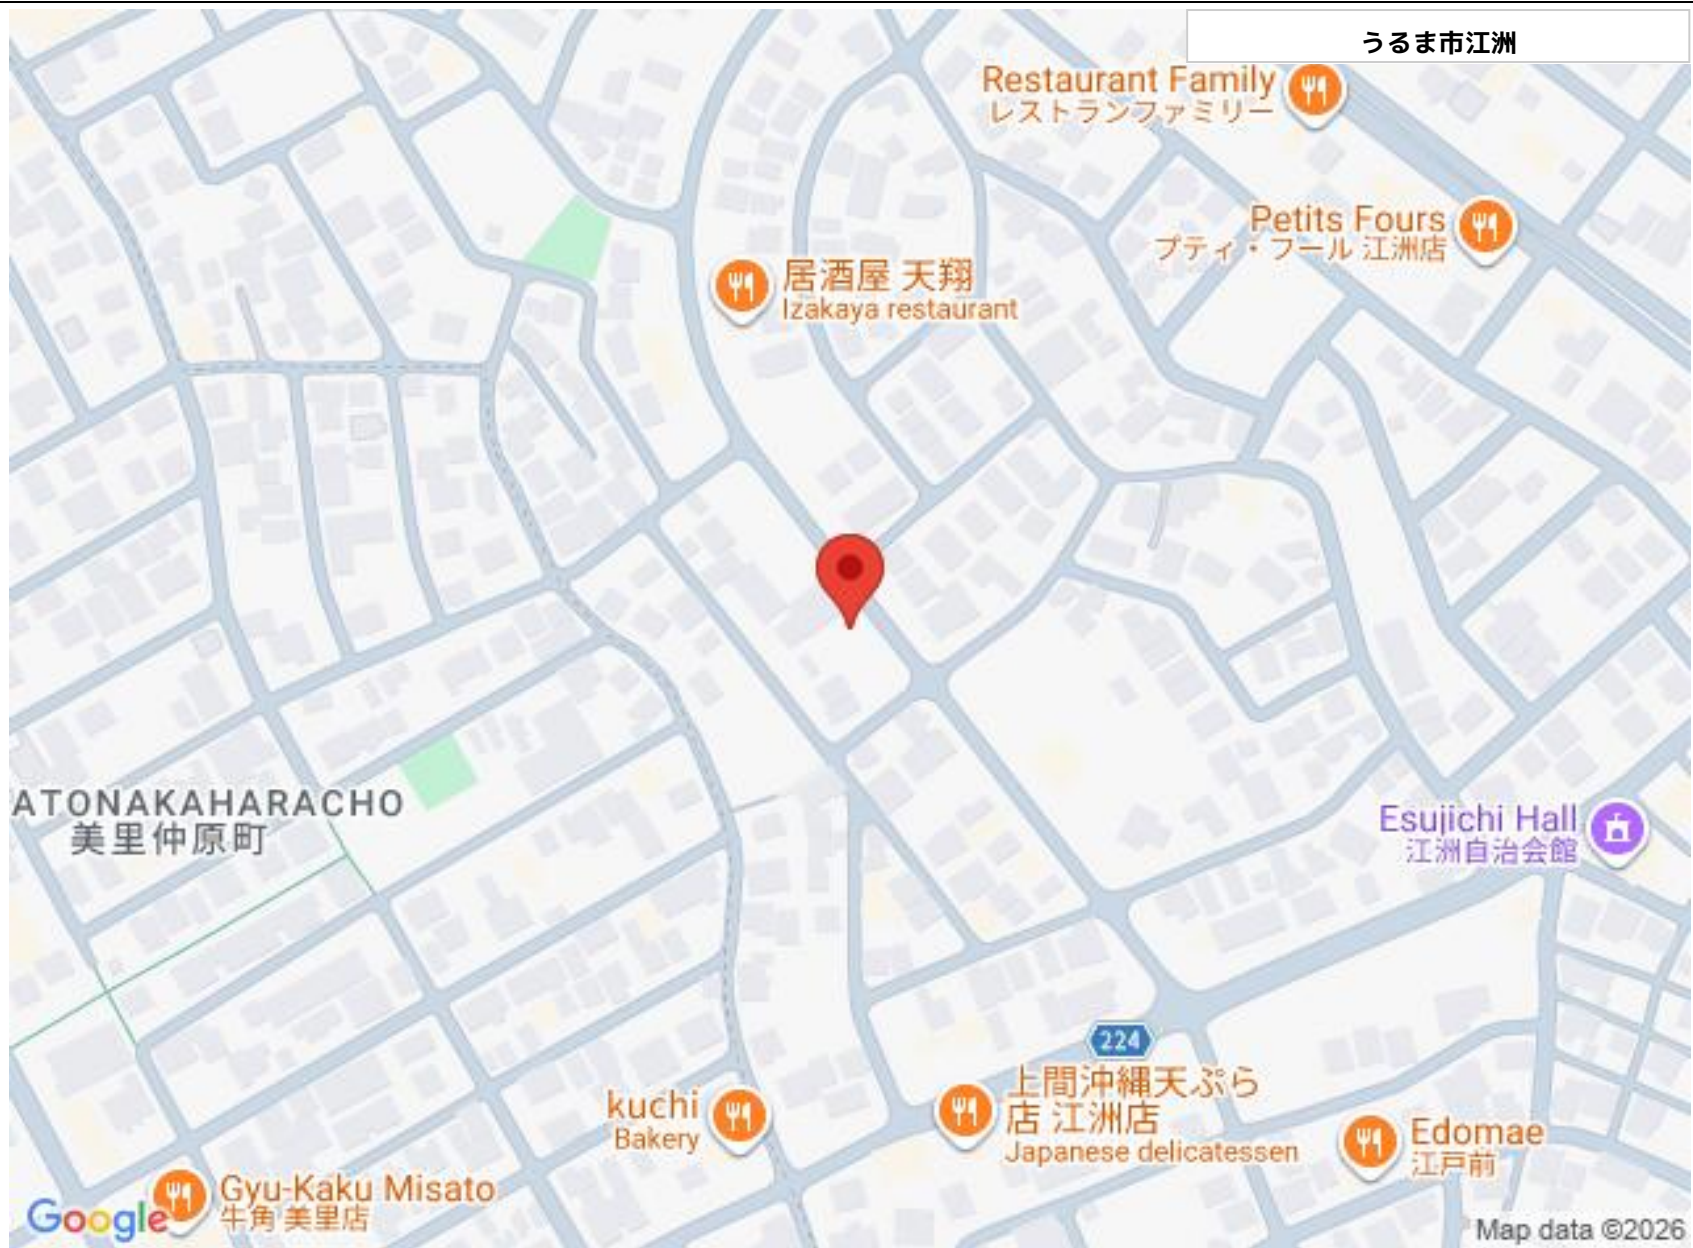 うるま市江洲
Restaurant Family
レストランファミリー
Petits Fours
プティ・フール 江洲店
居酒屋 天翔
Izakaya restaurant
ATONAKAHARACHO
美里仲原町
Esujichi Hall
江洲自治会館
224
上間沖縄天ぷら
店 江洲店
Japanese delicatessen
kuchi
Bakery
Edomae
江戸前
Gyu-Kaku Misato
牛角 美里店
Google
Map data ©2026